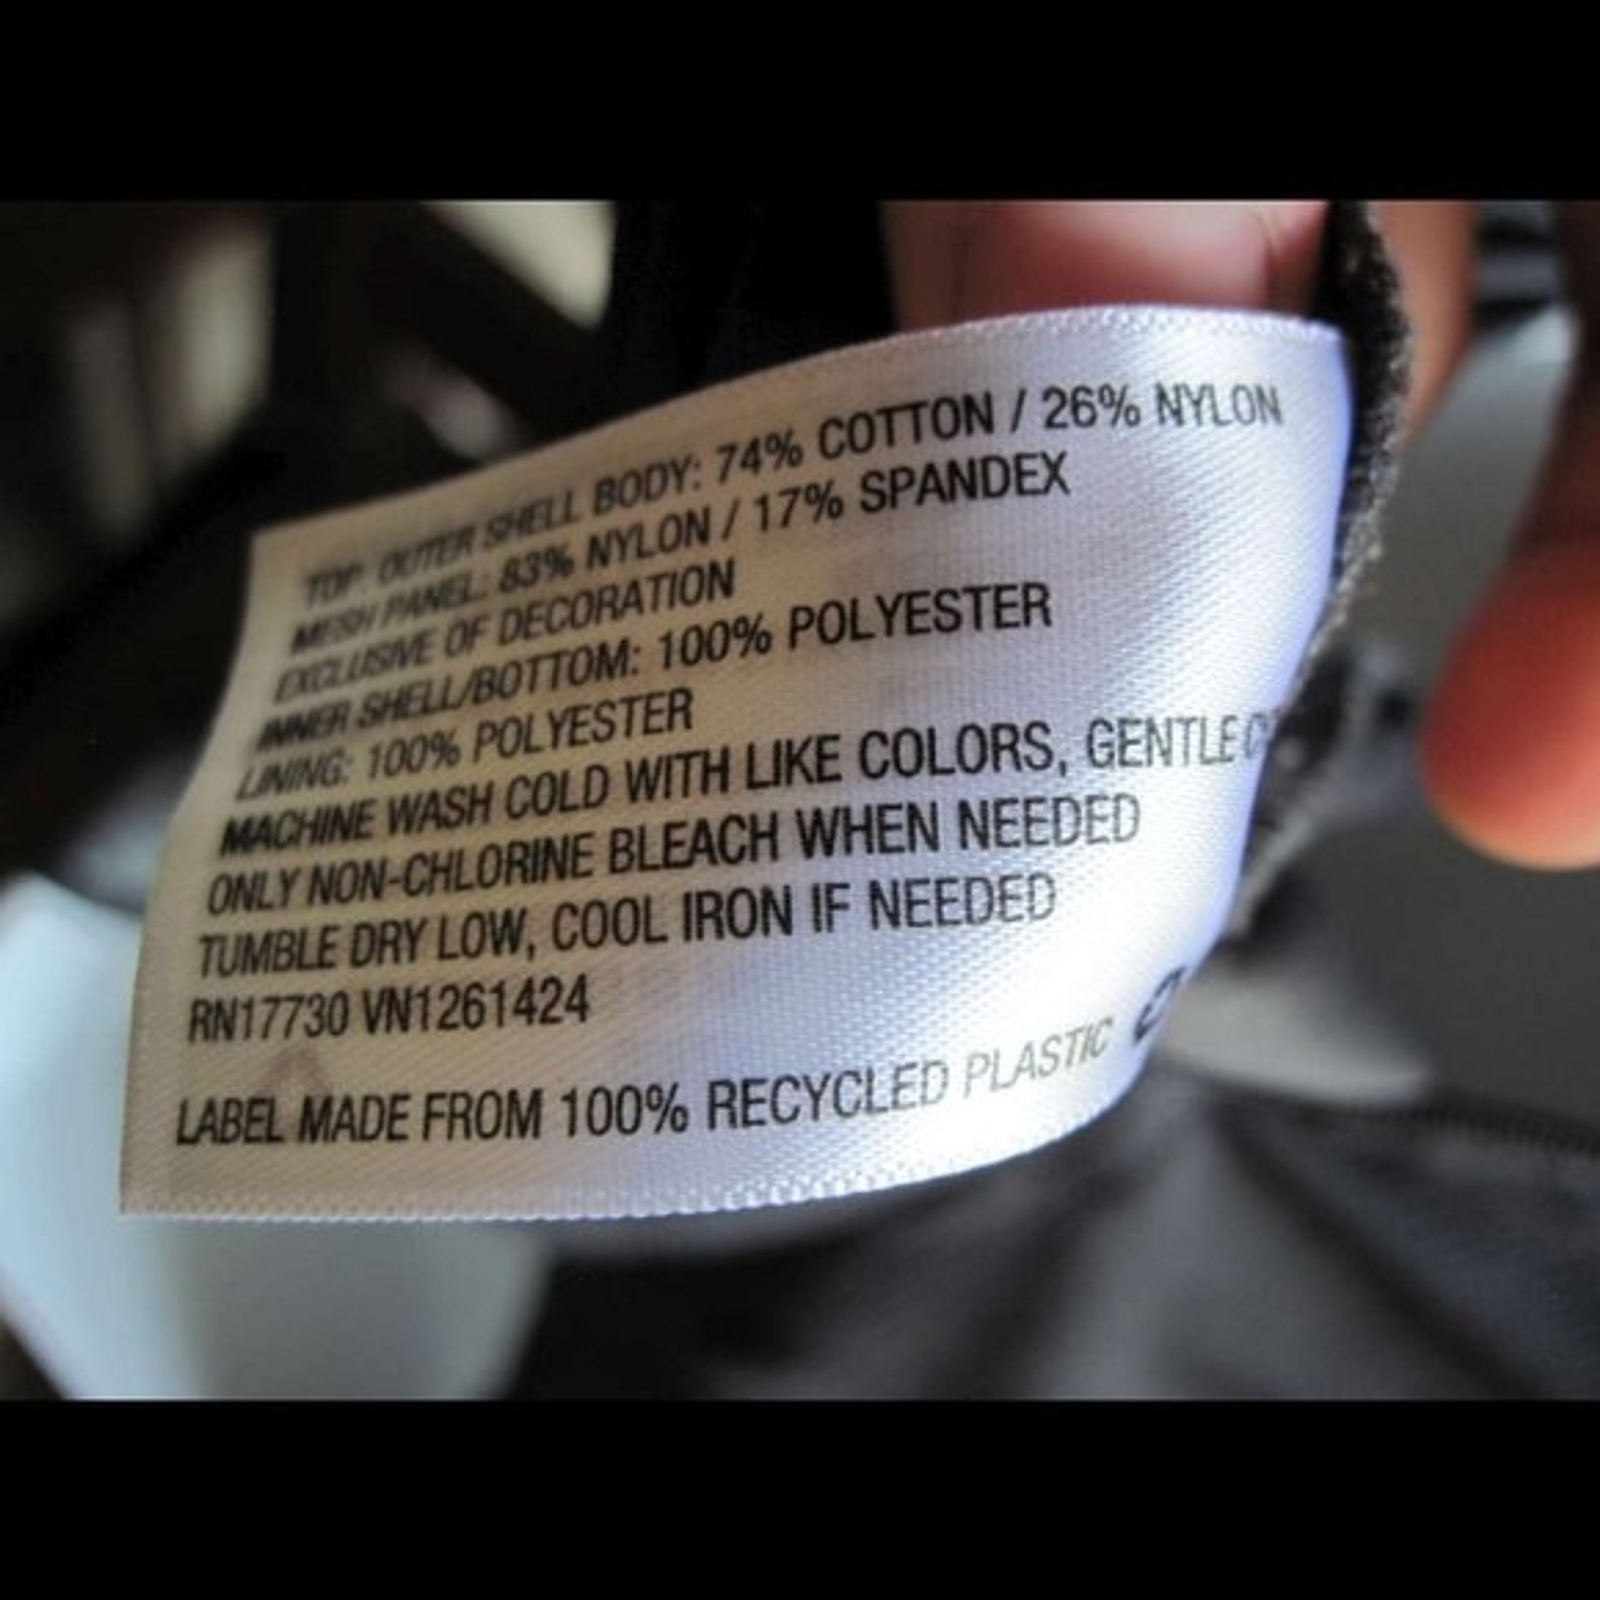 TOP: OUTER SHELL BODY: 74% COTTON / 26% NYLON
MESH PANEL: 83% NYLON / 17% SPANDEX
EXCLUSIVE OF DECORATION
INNER SHELL/BOTTOM: 100% POLYESTER
LINING: 100% POLYESTER
MACHINE WASH COLD WITH LIKE COLORS, GENTLE
ONLY NON-CHLORINE BLEACH WHEN NEEDED
TUMBLE DRY LOW, COOL IRON IF NEEDED
RN17730 VN1261424
LABEL MADE FROM 100% RECYCLED PLASTIC